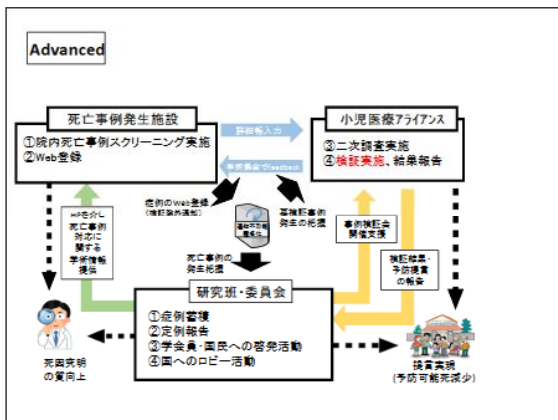 Advanced
死亡事例発生施設
①院内死亡事例スクリーニング実施
②Web登録
小児医療アライアンス
③二次調査実施
④検証実施、結果報告
症例のWeb登録
(検証除外通知)
要検証事例
発生の把握
死亡事例の
発生把握
HPを介し
死亡事例
対応に
関する
学術情報
提供
事例検証会
開催支援
検証結果・
予防提言の
報告
研究班・委員会
①症例蓄積
②定例報告
③学会員・国民への啓発活動
④国へのロビー活動
死因究明
の質向上
提言実現
(予防可能死減少)